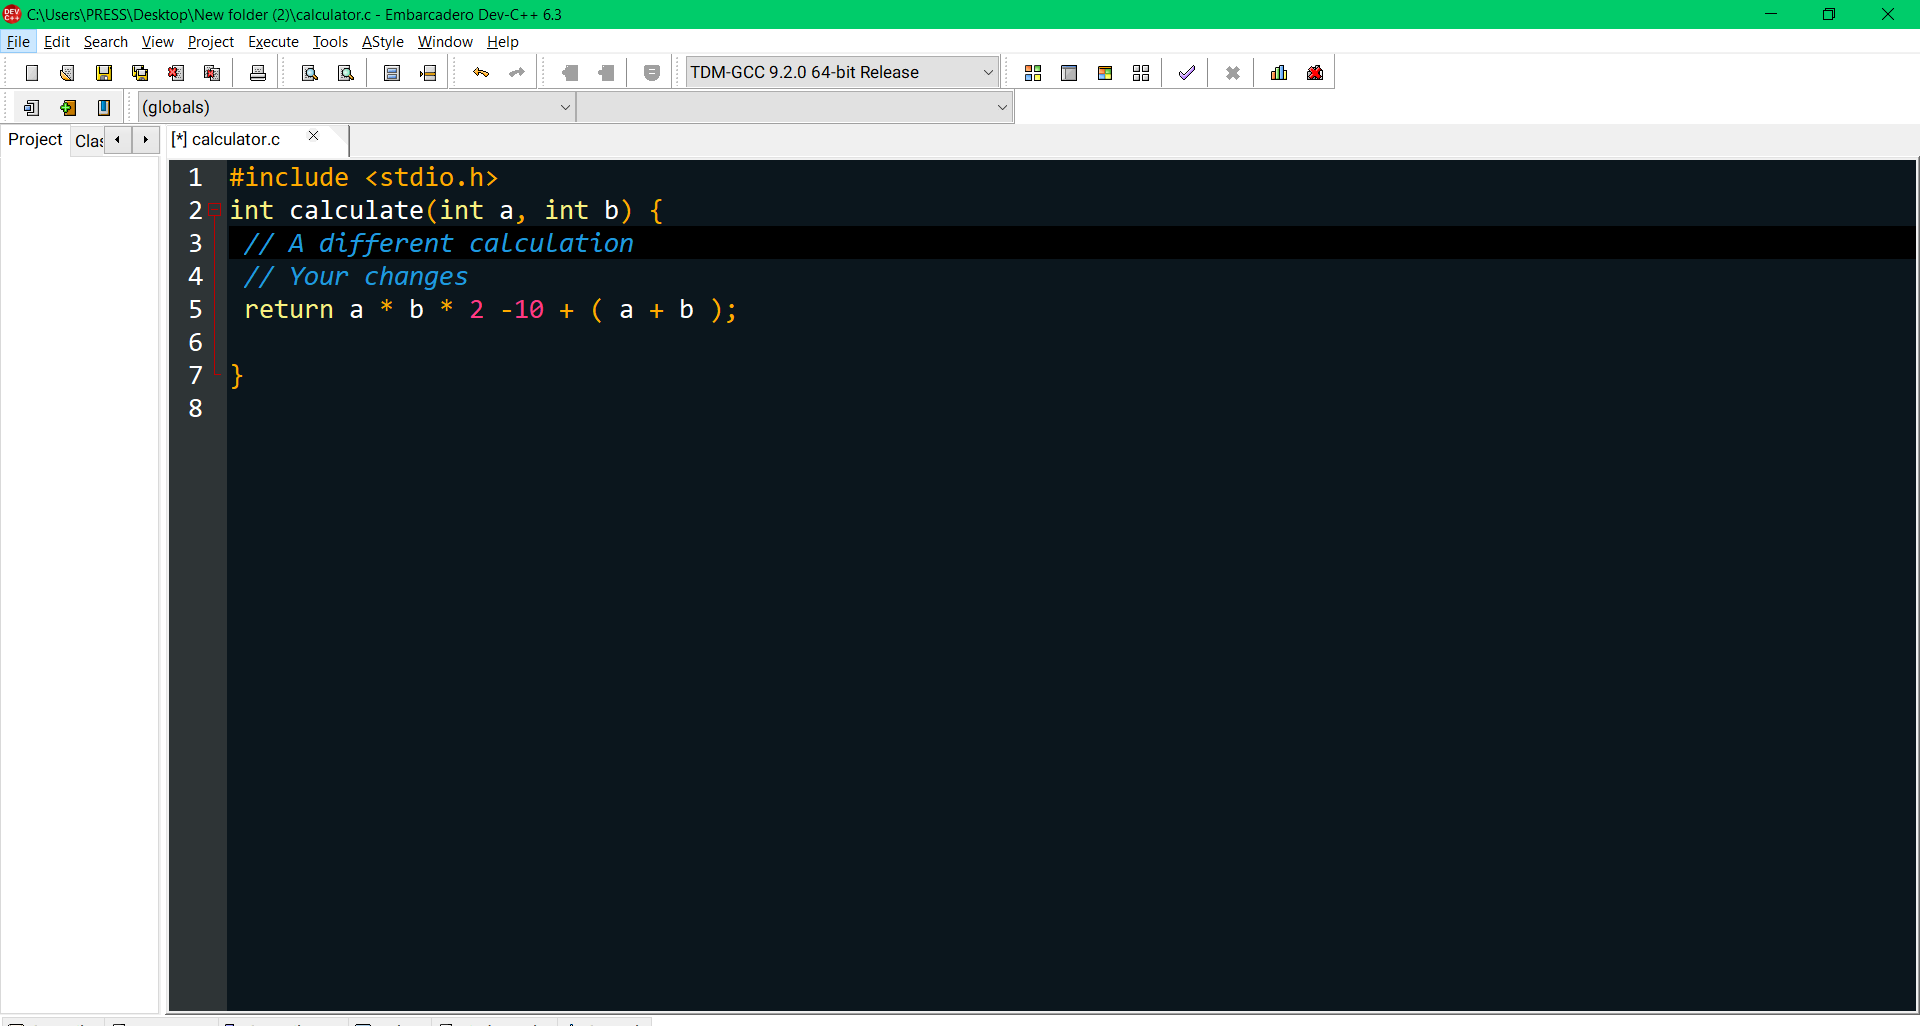 C:\Users\PRESS\Desktop\New folder (2)\calculator.c - Embarcadero Dev-C++ 6.3
File Edit Search View Project Execute Tools AStyle Window Help
TDM-GCC 9.2.0 64-bit Release
(globals)
Project
[*] calculator.c
1 #include <stdio.h>
2 int calculate(int a, int b) {
3 // A different calculation
4 // Your changes
5 return a * b * 2 -10 + ( a + b );
6
7 }
8